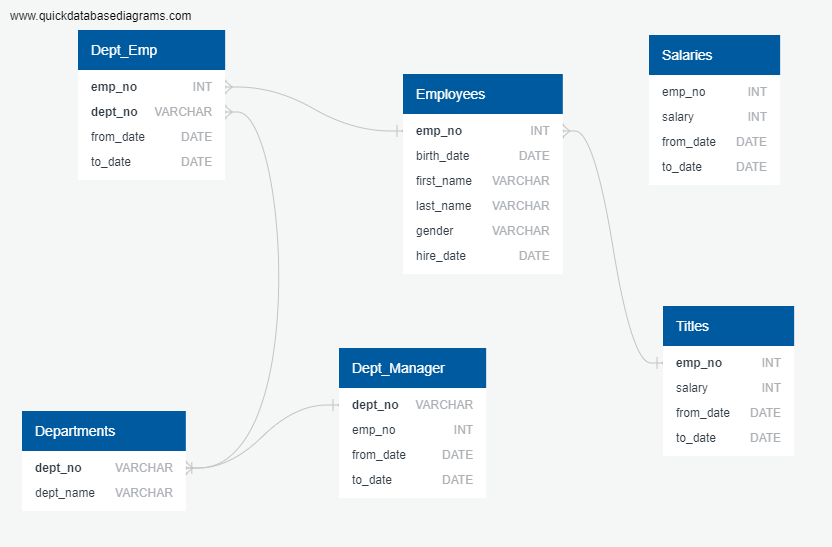 www.quickdatabasediagrams.com
Dept_Emp
emp_no INT
dept_no VARCHAR
from_date DATE
to_date DATE
Employees
emp_no INT
birth_date DATE
first_name VARCHAR
last_name VARCHAR
gender VARCHAR
hire_date DATE
Salaries
emp_no INT
salary INT
from_date DATE
to_date DATE
Titles
emp_no INT
salary INT
from_date DATE
to_date DATE
Dept_Manager
dept_no VARCHAR
emp_no INT
from_date DATE
to_date DATE
Departments
dept_no VARCHAR
dept_name VARCHAR